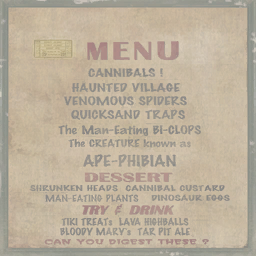 MENU
CANNIBALS !
HAUNTED VILLAGE
VENOMOUS SPIDERS
QUICKSAND TRAPS
The Man-Eating BI-CLOPS
The CREATURE known as
APE-PHIBIAN
DESSERT
SHRUNKEN HEADS CANNIBAL CUSTARD
MAN-EATING PLANTS DINOSAUR EGGS
TRY & DRINK
TIKI TREATs LAVA HIGHBALLS
BLOODY MARY's TAR PIT ALE
CAN YOU DIGEST THESE ?